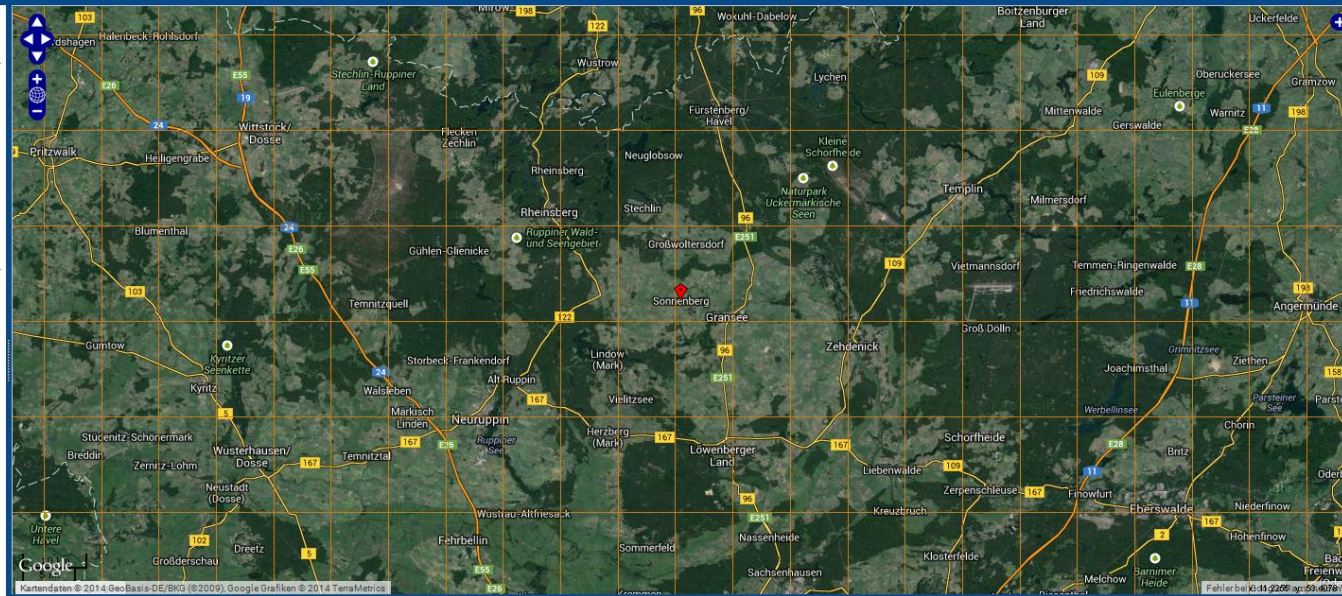 Mirow
198
96
Wokuhl-Dabelow
Boitzenburger
Land
Uckerfelde
103
122
Halenbeck-Rohlsdorf
E55
Stechlin-Ruppiner
Land
Wustrow
Lychen
109
Oberuckersee
Gramzow
E26
19
Eulenberge
11
Warnitz
198
Fürstenberg/
Havel
Mittenwalde
Gerswalde
24
Wittstock/
Dosse
Flecken
Zechlin
E28
Pritzwalk
Heiligengrabe
Neuglobsow
Kleine
Schorfheide
Rheinsberg
Naturpark
Uckermärkische
Seen
Templin
Milmersdorf
Rheinsberg
Stechlin
96
24
Blumenthal
Ruppiner Wald-
und Seengebiet
Großwoltersdorf
E251
E26
Gühlen-Glienicke
109
Vietmannsdorf
Temmen-Ringenwalde
E28
E55
103
Temnitzquell
Sonnenberg
Friedrichswalde
11
198
Angermünde
122
Gransee
Groß Dölln
Gumtow
Kyritzer
Seenkette
Storbeck-Frankendorf
Lindow
(Mark)
96
Zehdenick
Grimnitzsee
Ziethen
Joachimsthal
24
E251
158
Kyritz
Walsleben
Alt-Ruppin
167
Vielitzsee
Werbellinsee
Parsteiner
See
5
Märkisch
Linden
Neuruppin
Chorin
Stüdenitz-Schönermark
167
E26
Ruppiner
See
Herzberg
(Mark)
167
167
Schorfheide
E28
Breddin
Wusterhausen/
Dosse
Temnitztal
Löwenberger
Land
Britz
Zernitz-Lohm
167
Liebenwalde
109
11
Neustadt
(Dosse)
Zerpenschleuse
167
Finowfurt
96
Eberswalde
Niederfinow
Untere
Havel
Wustrau-Altfriesack
E251
Kreuzbruch
167
2
Hohenfinow
102
Dreetz
5
Fehrbellin
Sommerfeld
Nassenheide
Großderschau
Klosterfelde
Barnimer
Heide
Google
E55
Sachsenhausen
Melchow
E26
Kartendaten © 2014 GeoBasis-DE/BKG (©2009), Google Grafiken © 2014 TerraMetrics